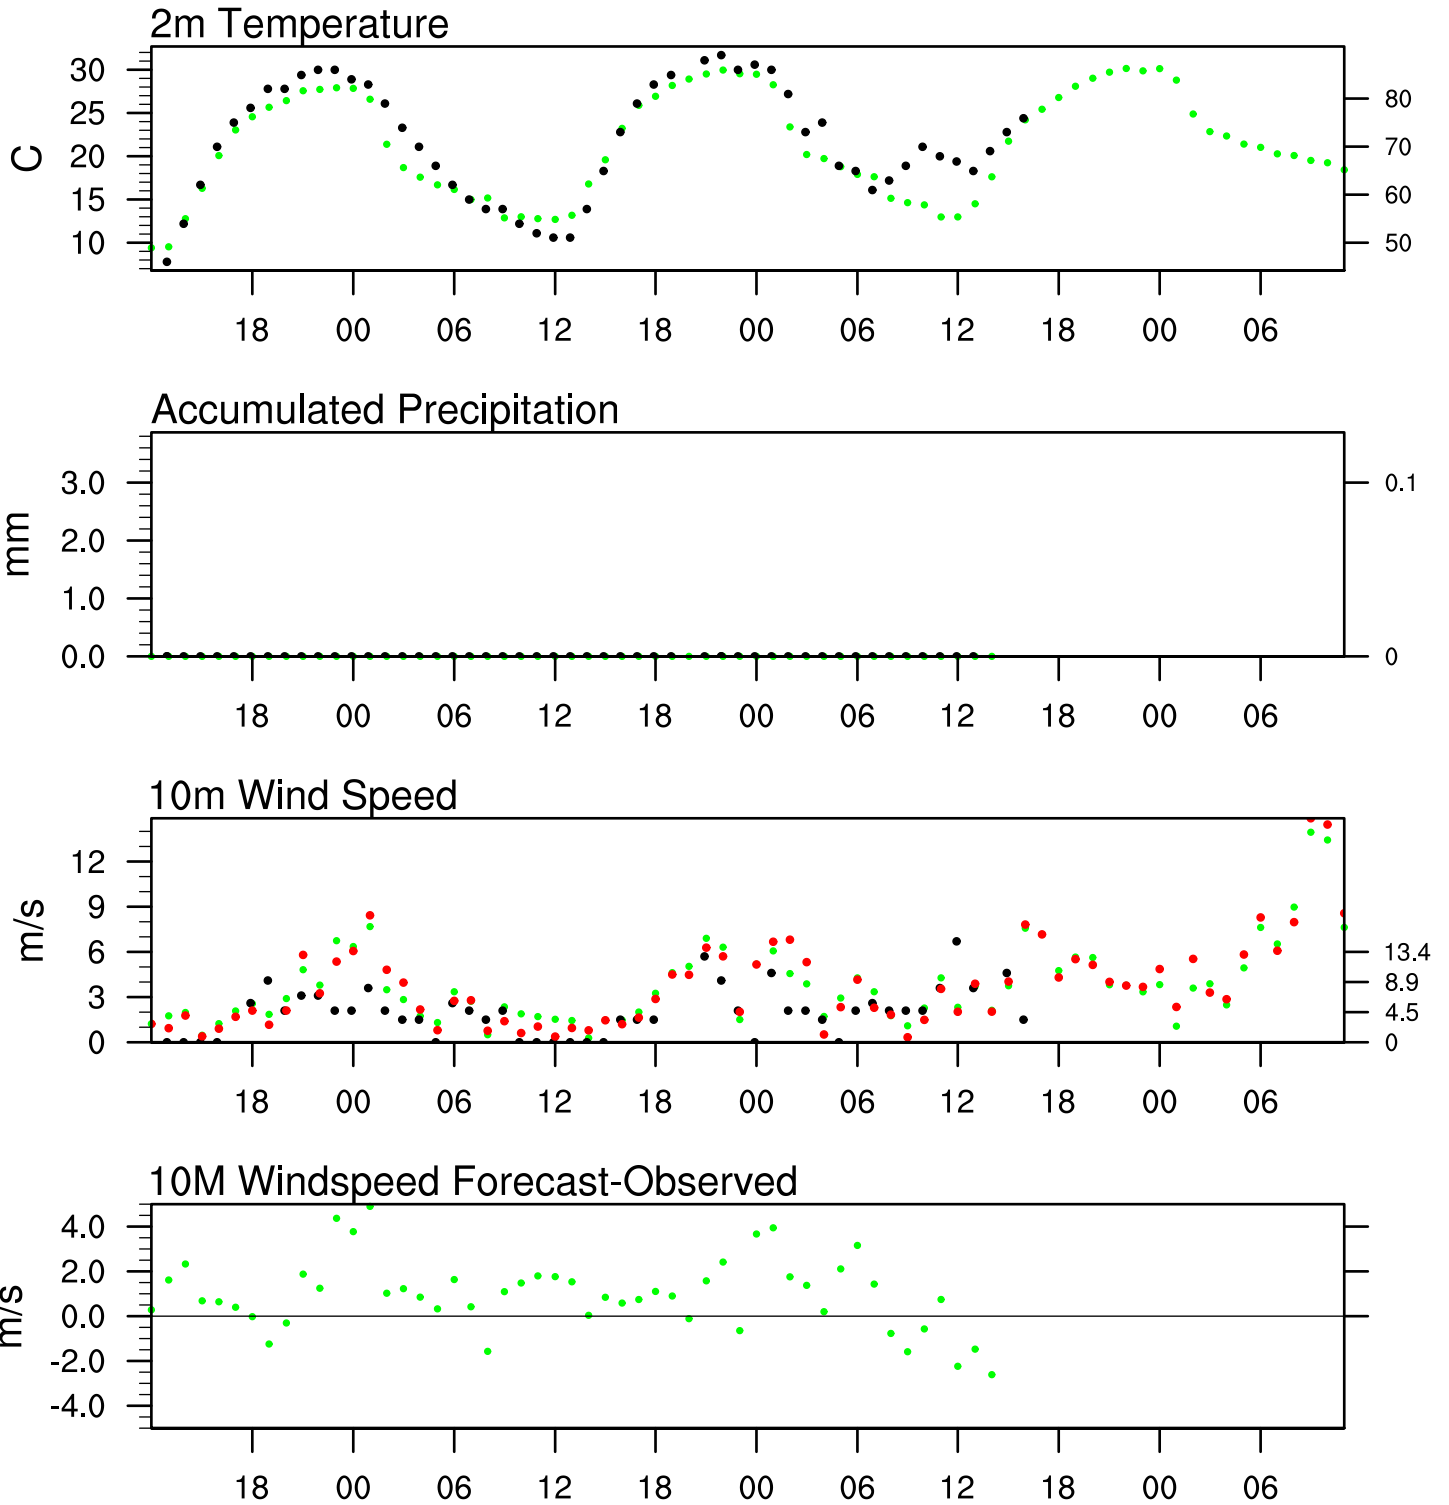 2m Temperature
30
25
20
15
10
C
80
70
60
50
18 00 06 12 18 00 06 12 18 00 06
Accumulated Precipitation
3.0
2.0
1.0
0.0
mm
0.1
0
18 00 06 12 18 00 06 12 18 00 06
10m Wind Speed
12
9
6
3
0
m/s
13.4
8.9
4.5
0
18 00 06 12 18 00 06 12 18 00 06
10M Windspeed Forecast-Observed
4.0
2.0
0.0
-2.0
-4.0
m/s
18 00 06 12 18 00 06 12 18 00 06